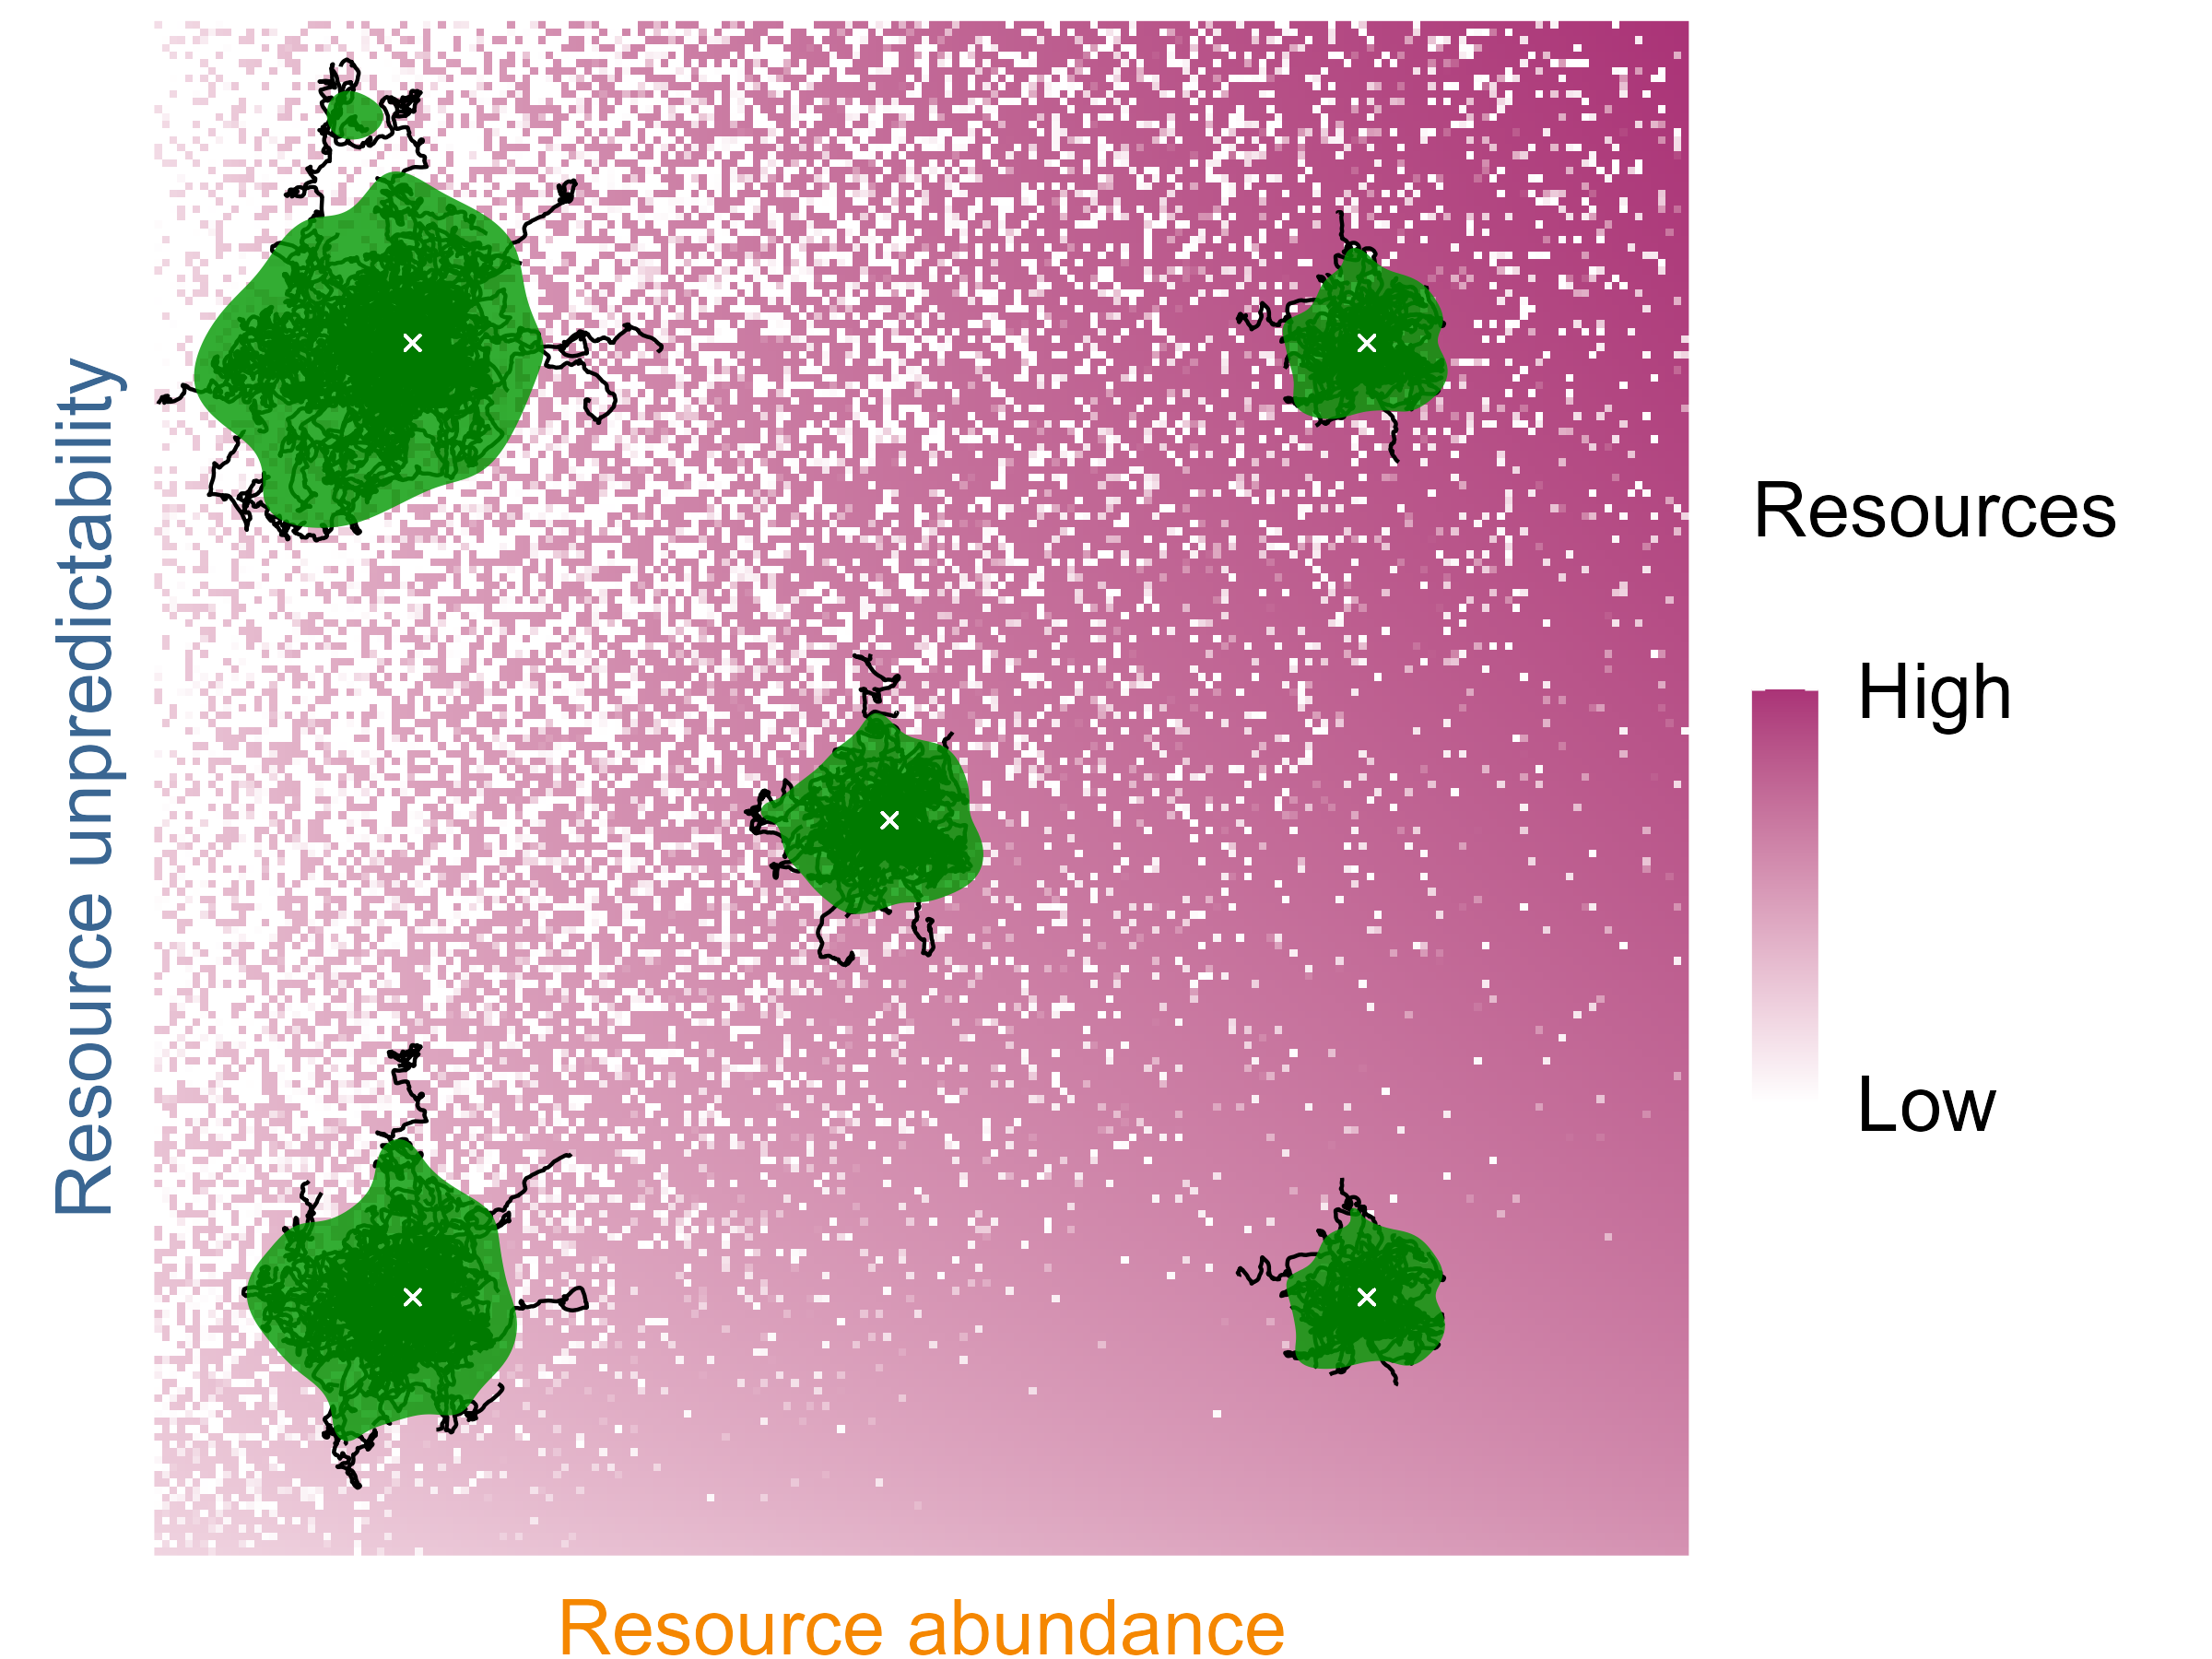 Resource unpredictability
Resources
High
Low
Resource abundance